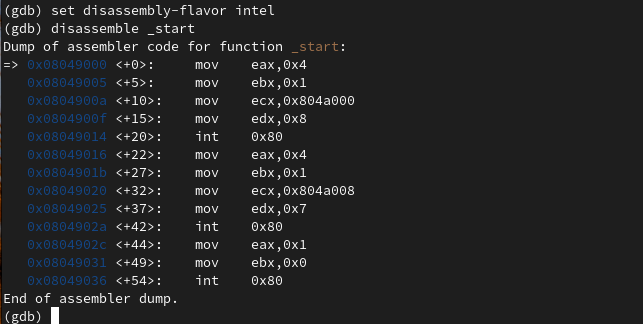 (gdb) set disassembly-flavor intel
(gdb) disassemble _start
Dump of assembler code for function _start:
=> 0x08049000 <+0>:     mov    eax,0x4
   0x08049005 <+5>:     mov    ebx,0x1
   0x0804900a <+10>:    mov    ecx,0x804a000
   0x0804900f <+15>:    mov    edx,0x8
   0x08049014 <+20>:    int    0x80
   0x08049016 <+22>:    mov    eax,0x4
   0x0804901b <+27>:    mov    ebx,0x1
   0x08049020 <+32>:    mov    ecx,0x804a008
   0x08049025 <+37>:    mov    edx,0x7
   0x0804902a <+42>:    int    0x80
   0x0804902c <+44>:    mov    eax,0x1
   0x08049031 <+49>:    mov    ebx,0x0
   0x08049036 <+54>:    int    0x80
End of assembler dump.
(gdb)